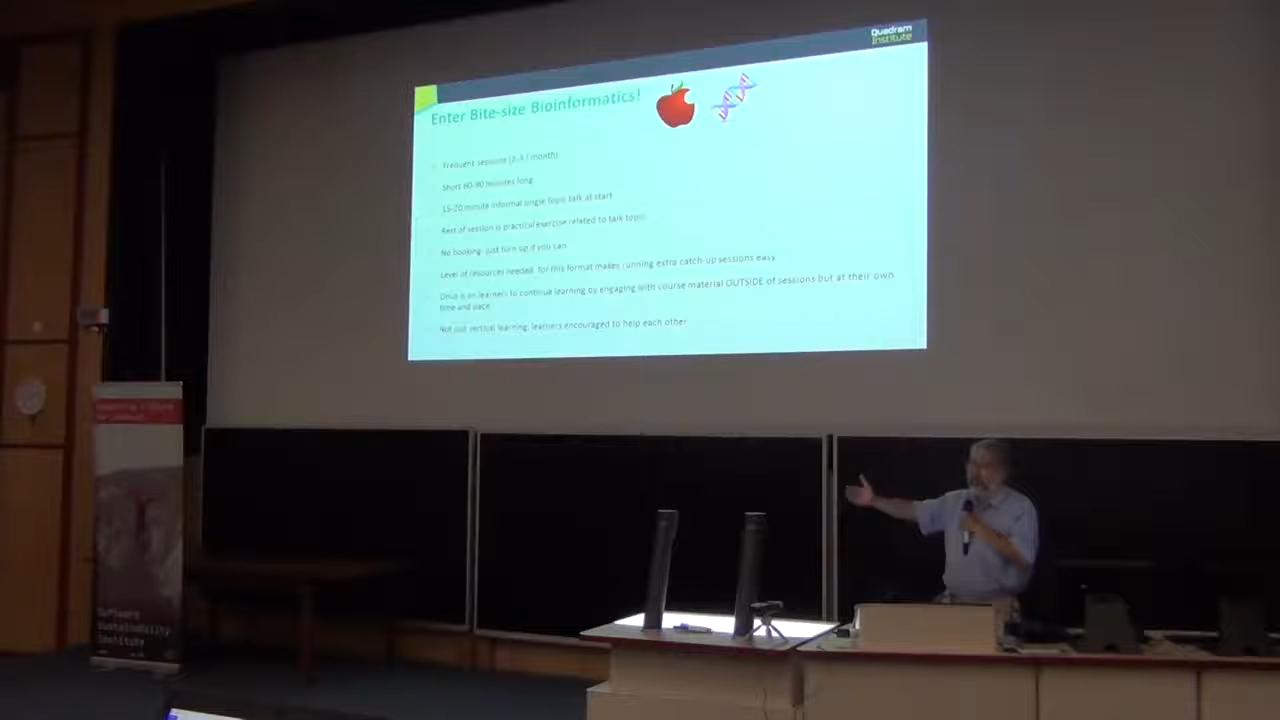 Quadram
Institute
Enter Bite-size Bioinformatics!
Frequent sessions (2-3 / month)
Short 60-90 minutes long
15-20 minute informal single topic talk at start
Rest of session is practical exercise related to talk topic
No booking- just turn up if you can
Level of resources needed for this format makes running extra catch-up sessions easy
Onus is on learners to continue learning by engaging with course material OUTSIDE of sessions but at their own
time and pace
Not just vertical learning, learners encouraged to help each other
Software
Sustainability
Institute